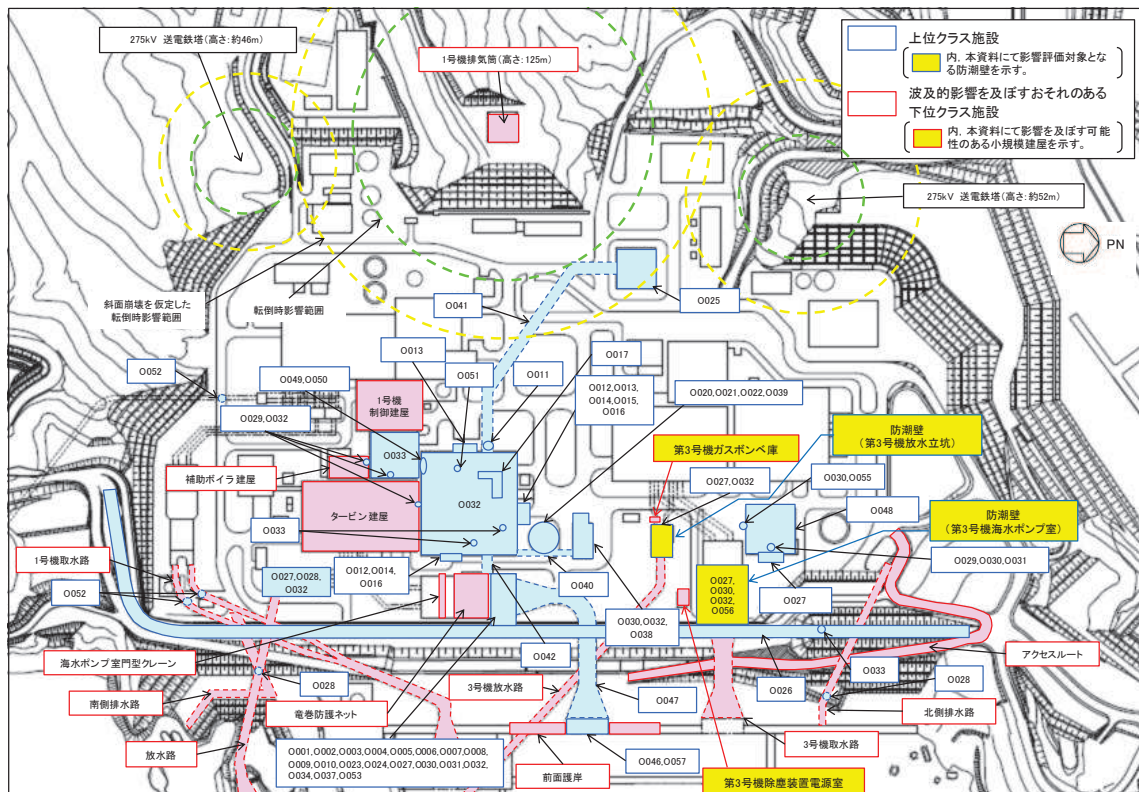 275kV 送電鉄塔(高さ:約46m)
1号機排気筒(高さ:125m)
上位クラス施設
内、本資料にて影響評価対象とな
る防潮壁を示す。
波及的影響を及ぼすおそれのある
下位クラス施設
内、本資料にて影響を及ぼす可能
性のある小規模建屋を示す。
275kV 送電鉄塔(高さ:約52m)
PN
斜面崩壊を仮定した
転倒時影響範囲
転倒時影響範囲
O041
O025
O013
O051
O011
O017
O052
O049,O050
1号機
制御建屋
O012,O013,
O014,O015,
O016
O020,O021,O022,O039
O029,O032
O033
防潮壁
(第3号機放水立坑)
第3号機ガスボンベ庫
補助ボイラ建屋
O027,O032
O030,O055
O032
O048
タービン建屋
防潮壁
(第3号機海水ポンプ室)
O033
1号機取水路
O029,O030,O031
O027,O028,
O032
O012,O014,
O016
O040
O027,
O030,
O032,
O056
O027
O052
O030,O032,
O038
海水ポンプ室門型クレーン
O042
O033
アクセスルート
O028
3号機放水路
O026
O028
南側排水路
O047
竜巻防護ネット
北側排水路
放水路
O001,O002,O003,O004,O005,O006,O007,O008,
O009,O010,O023,O024,O027,O030,O031,O032,
O034,O037,O053
3号機取水路
前面護岸
O046,O057
第3号機除塵装置電源室